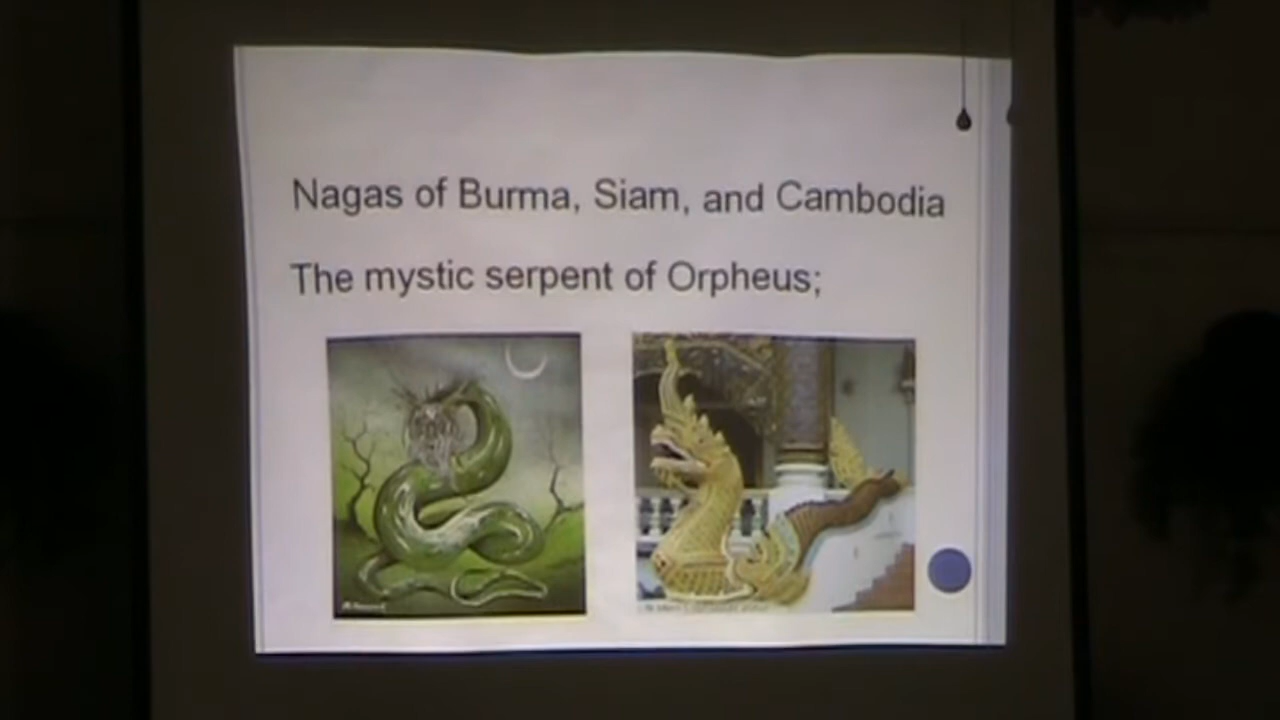 Nagas of Burma, Siam, and Cambodia
The mystic serpent of Orpheus;